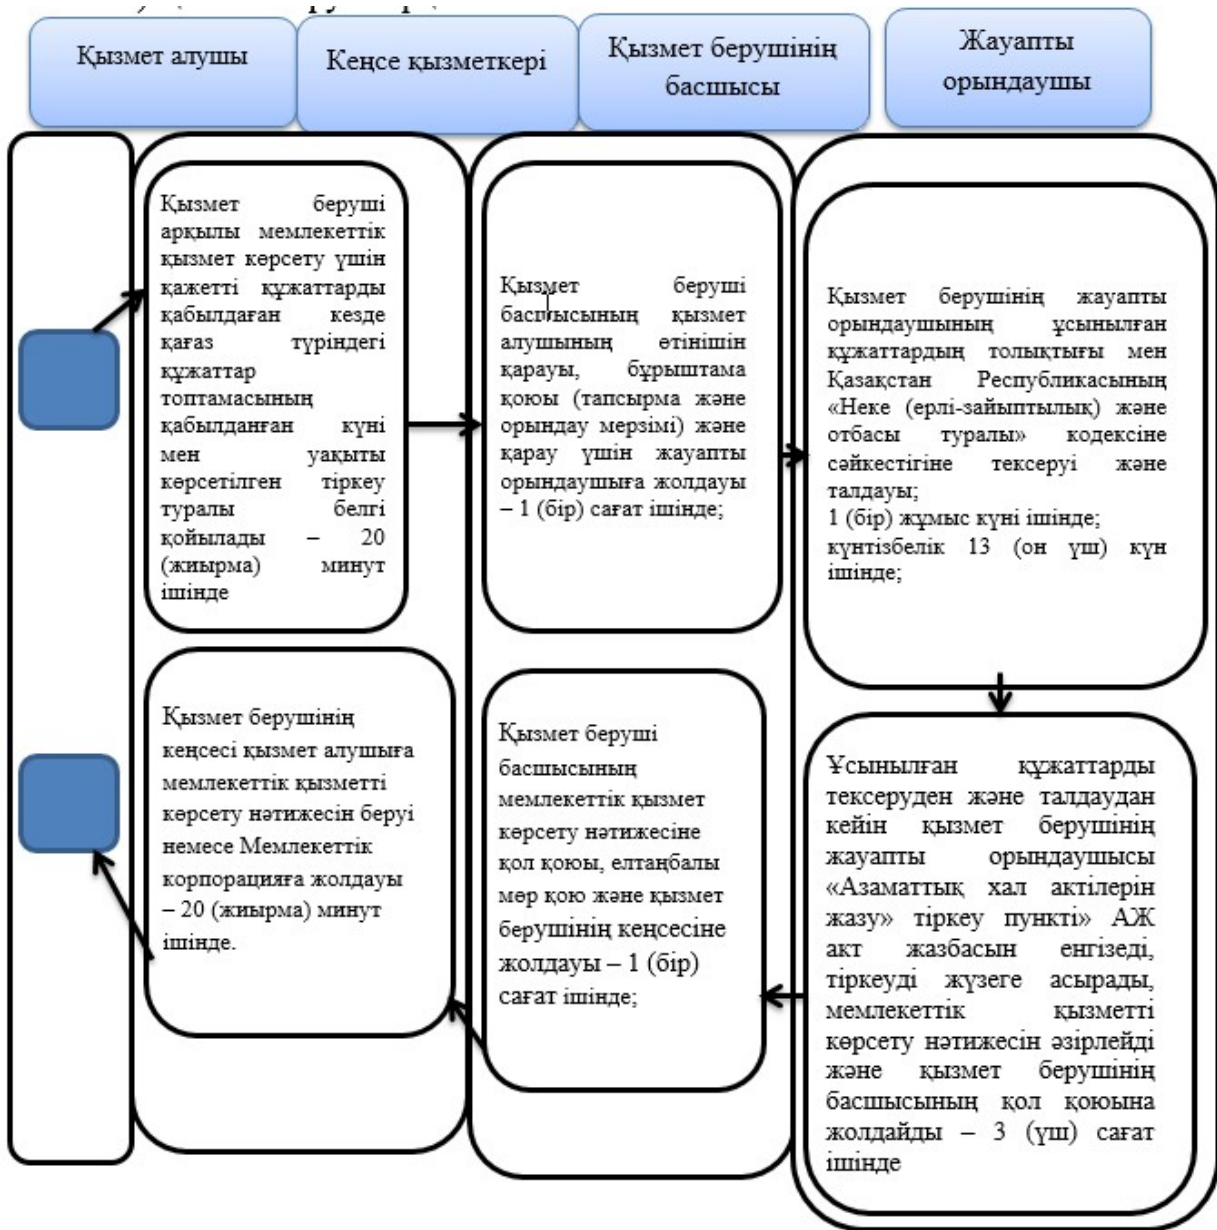 Қызмет алушы
Кеңсе қызметкері
Қызмет берушінің
басшысы
Жауапты
орындаушы
Қызмет беруші
арқылы мемлекеттік
қызмет көрсету үшін
қажетті құжаттарды
қабылдаған кезде
қағаз түріндегі
құжаттар
топтамасының
қабылданған күні
мен уақыты
көрсетілген тіркеу
туралы белгі
қойылады – 20
(жиырма) минут
ішінде
Қызмет беруші
басшысының қызмет
алушының өтінішін
қарауы, бұрыштама
қоюы (тапсырма және
орындау мерзімі) және
қарау үшін жауапты
орындаушыға жолдауы
– 1 (бір) сағат ішінде;
Қызмет берушінің жауапты
орындаушының ұсынылған
құжаттардың толықтығы мен
Қазақстан Республикасының
«Неке (ерлі-зайыптылық) және
отбасы туралы» кодексіне
сәйкестігіне тексеруі және
талдауы;
1 (бір) жұмыс күні ішінде;
күнтізбелік 13 (он үш) күн
ішінде;
Ұсынылған құжаттарды
тексеруден және талдаудан
кейін қызмет берушінің
жауапты орындаушысы
«Азаматтық хал актілерін
жазу» тіркеу пункті» АЖ
акт жазбасын енгізеді,
тіркеуді жүзеге асырады,
мемлекеттік қызметті
көрсету нәтижесін әзірлейді
және қызмет берушінің
басшысының қол қоюына
жолдайды – 3 (үш) сағат
ішінде
Қызмет беруші
басшысының
мемлекеттік қызмет
көрсету нәтижесіне
қол қоюы, елтаңбалы
мөр қою және қызмет
берушінің кеңсесіне
жолдауы – 1 (бір)
сағат ішінде;
Қызмет берушінің
кеңсесі қызмет алушыға
мемлекеттік қызметті
көрсету нәтижесін беруі
немесе Мемлекеттік
корпорацияға жолдауы
– 20 (жиырма) минут
ішінде.